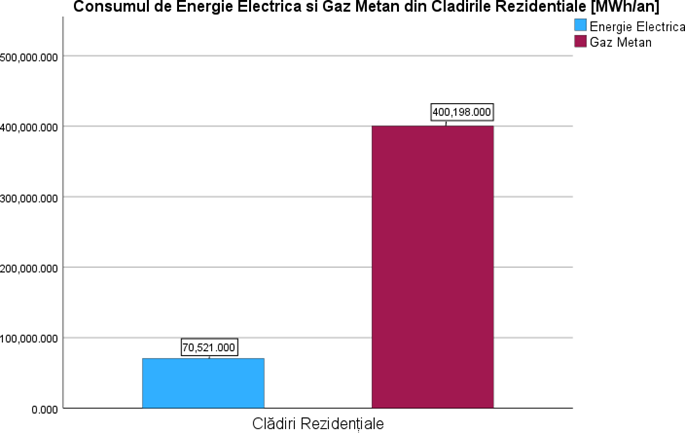 Consumul de Energie Electrica si Gaz Metan din Cladirile Rezidentiale [MWh/an]
Energie Electrica
Gaz Metan
500,000.000
400,000.000
300,000.000
200,000.000
100,000.000
0.000
400,198.000
70,521.000
Clădiri Rezidențiale